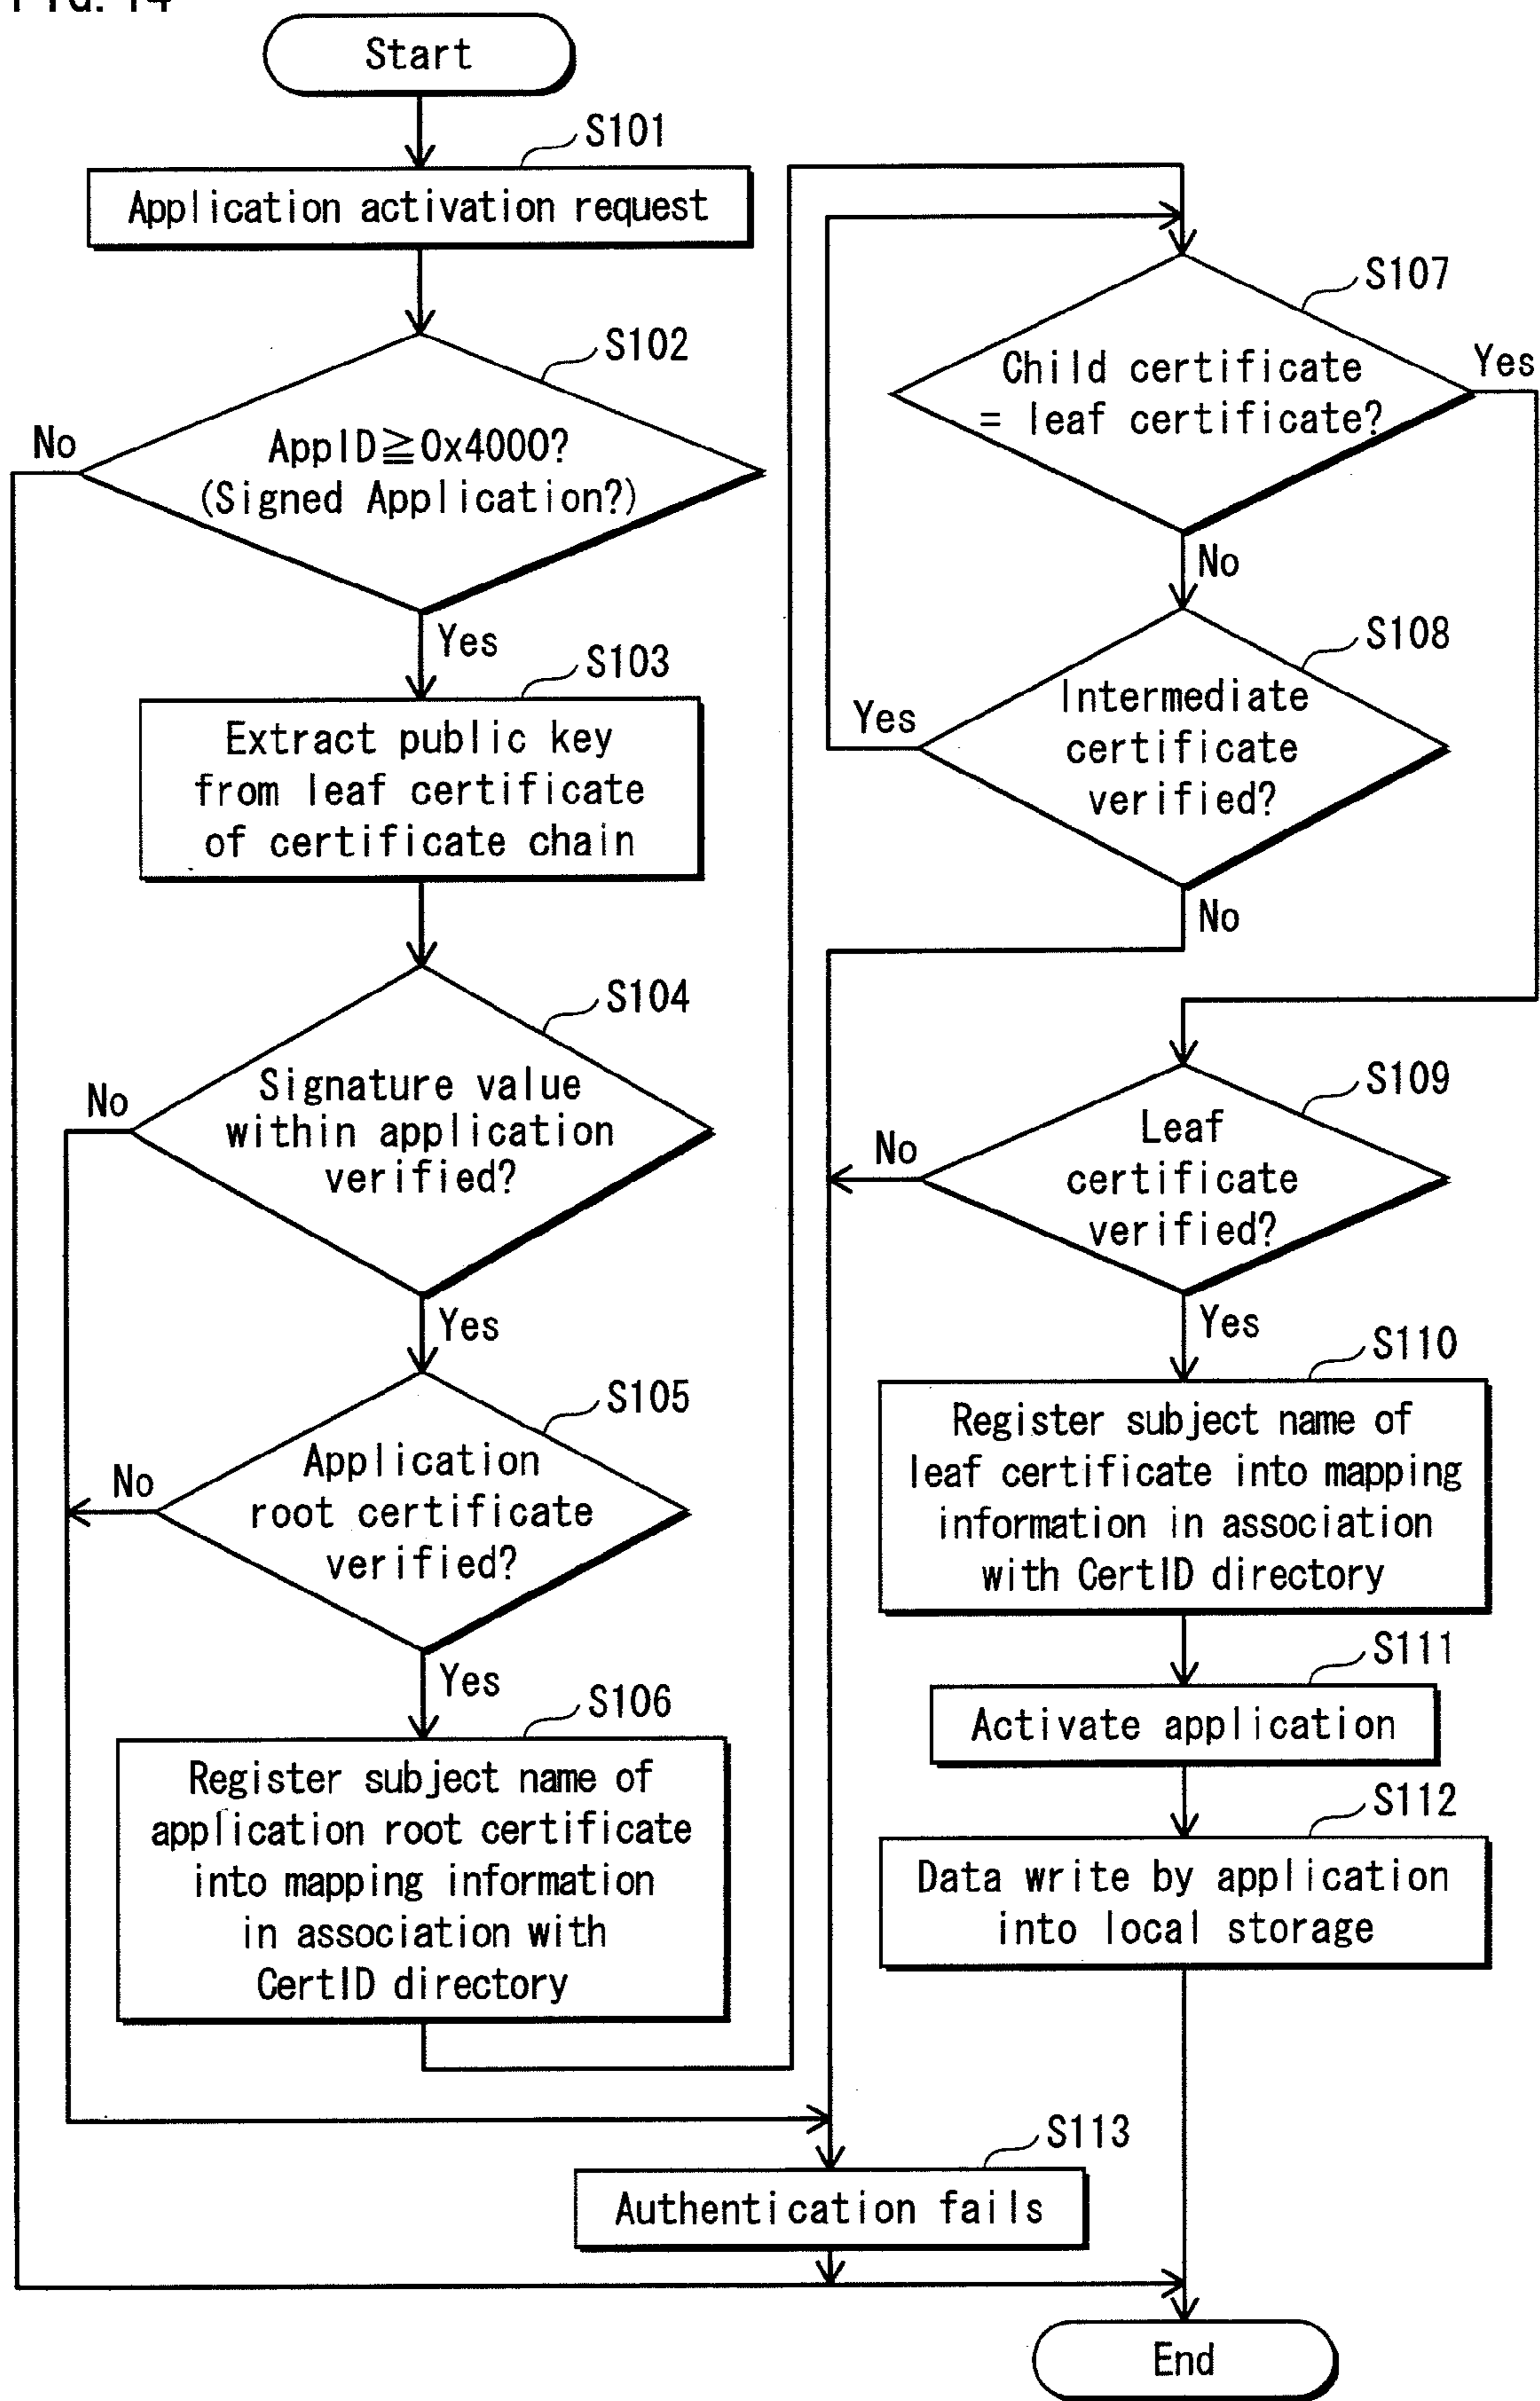 FIG. 14
Start
S101
Application activation request
S102
AppID≧0x4000?
(Signed Application?)
No
Yes
S103
Extract public key
from leaf certificate
of certificate chain
S104
Signature value
within application
verified?
No
Yes
S105
Application
root certificate
verified?
No
Yes
S106
Register subject name of
application root certificate
into mapping information
in association with
CertID directory
S107
Child certificate
= leaf certificate?
Yes
No
S108
Intermediate
certificate
verified?
Yes
No
S109
Leaf
certificate
verified?
No
Yes
S110
Register subject name of
leaf certificate into mapping
information in association
with CertID directory
S111
Activate application
S112
Data write by application
into local storage
S113
Authentication fails
End